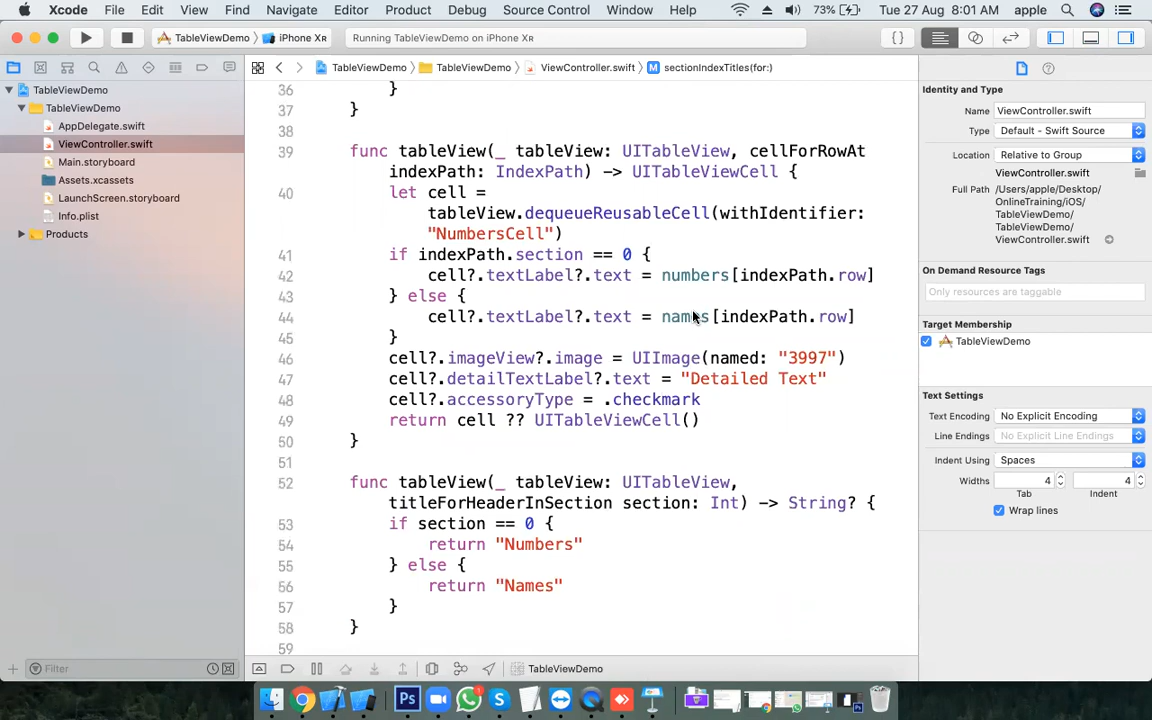 Xcode File Edit View Find Navigate Editor Product Debug Source Control Window Help 73% Tue 27 Aug 8:01 AM apple
TableViewDemo iPhone XR Running TableViewDemo on iPhone XR
TableViewDemo TableViewDemo ViewController.swift M sectionIndexTitles(for:)
TableViewDemo
TableViewDemo
AppDelegate.swift
ViewController.swift
Main.storyboard
Assets.xcassets
LaunchScreen.storyboard
Info.plist
Products
Filter
36 }
37 }
38
39 func tableView(_ tableView: UITableView, cellForRowAt
indexPath: IndexPath) -> UITableViewCell {
40 let cell =
tableView.dequeueReusableCell(withIdentifier:
"NumbersCell")
41 if indexPath.section == 0 {
42 cell?.textLabel?.text = numbers[indexPath.row]
43 } else {
44 cell?.textLabel?.text = names[indexPath.row]
45 }
46 cell?.imageView?.image = UIImage(named: "3997")
47 cell?.detailTextLabel?.text = "Detailed Text"
48 cell?.accessoryType = .checkmark
49 return cell ?? UITableViewCell()
50 }
51
52 func tableView(_ tableView: UITableView,
titleForHeaderInSection section: Int) -> String? {
53 if section == 0 {
54 return "Numbers"
55 } else {
56 return "Names"
57 }
58 }
59
TableViewDemo
Identity and Type
Name ViewController.swift
Type Default - Swift Source
Location Relative to Group
ViewController.swift
Full Path /Users/apple/Desktop/
OnlineTraining/iOS/
TableViewDemo/
TableViewDemo/
ViewController.swift
On Demand Resource Tags
Only resources are taggable
Target Membership
TableViewDemo
Text Settings
Text Encoding No Explicit Encoding
Line Endings No Explicit Line Endings
Indent Using Spaces
Widths 4 4
Tab Indent
Wrap lines
Ps